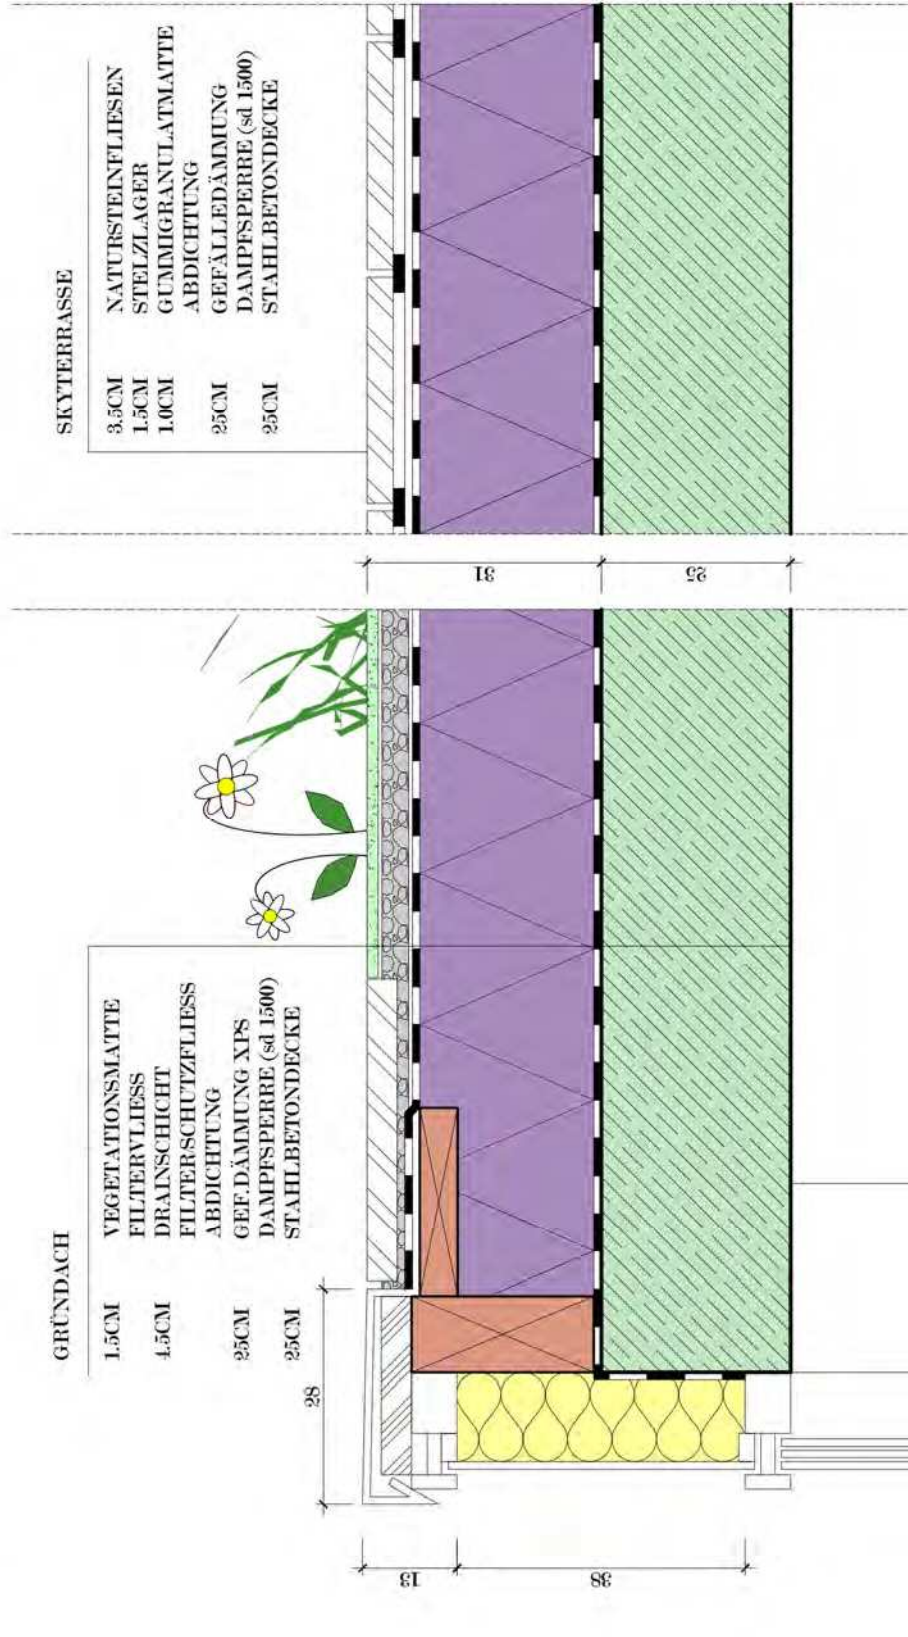 GRÜNDACH
1.5CM VEGETATIONSMATTE
FILTERVLIESS
4.5CM DRAINSCHICHT
FILTERSCHUTZFLIESS
ABDICHTUNG
25CM GEF.DÄMMUNG XPS
DAMPFSPERRE (sd 1500)
25CM STAHLBETONDECKE
SKYTERRASSE
3.5CM NATURSTEINFLIESEN
1.5CM STELZLAGER
1.0CM GUMMIGRANULATMATTE
ABDICHTUNG
25CM GEFÄLLEDÄMMUNG
DAMPFSPERRE (sd 1500)
25CM STAHLBETONDECKE
28
13
38
31
25